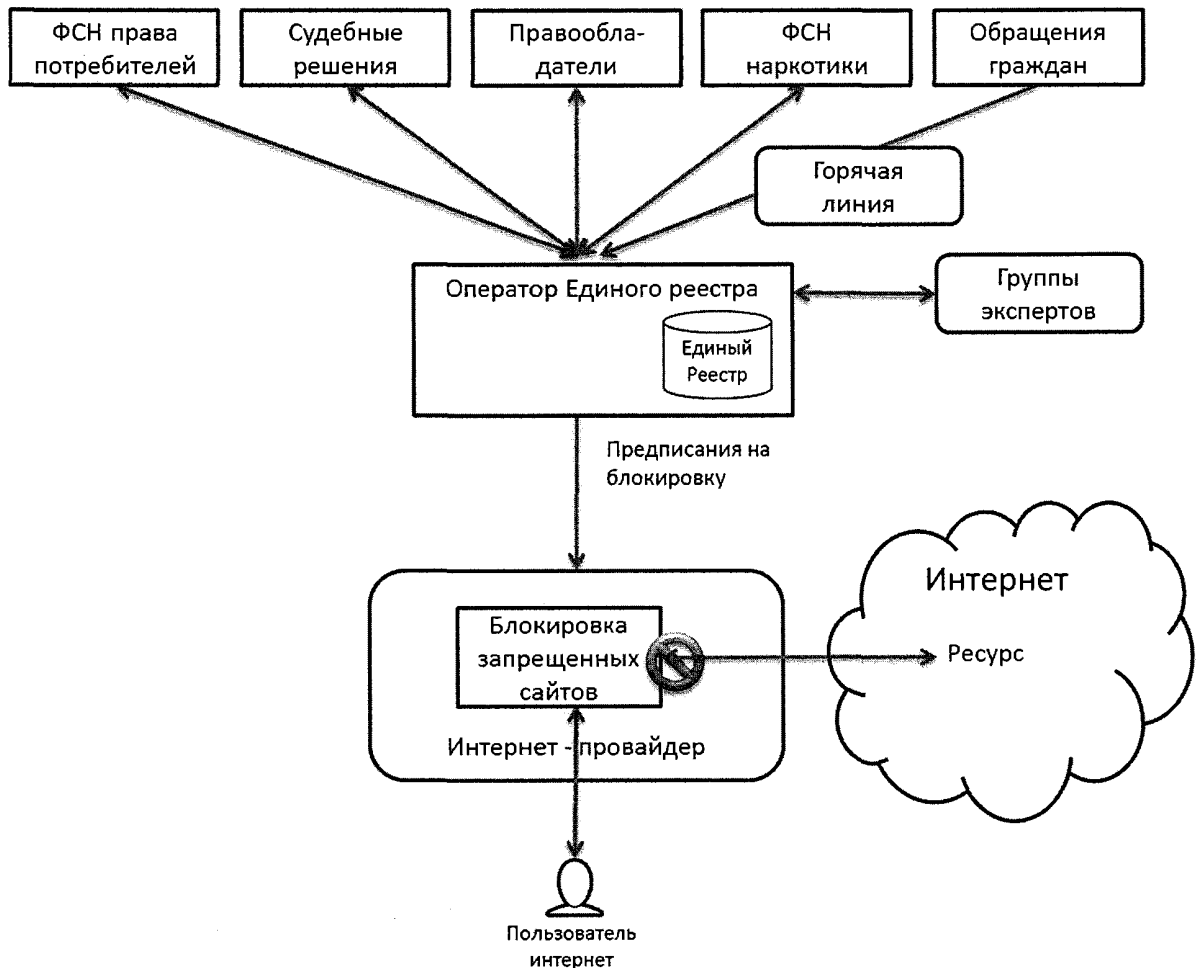 ФСН права
потребителей
Судебные
решения
Правообла-
датели
ФСН
наркотики
Обращения
граждан
Горячая
линия
Оператор Единого реестра
Единый
Реестр
Группы
экспертов
Предписания на
блокировку
Интернет
Ресурс
Блокировка
запрещенных
сайтов
Интернет - провайдер
Пользователь
интернет